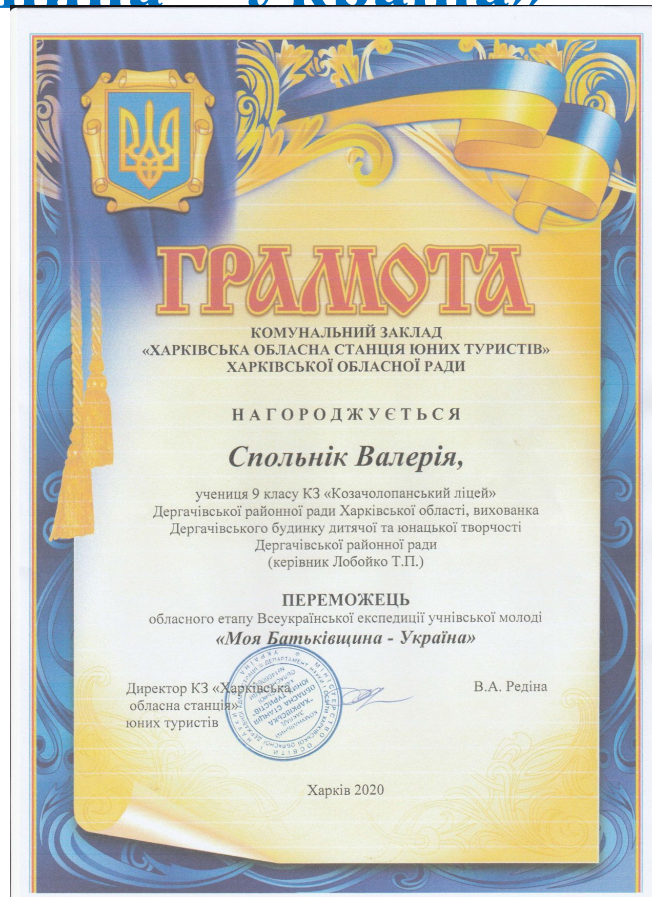 Україна»
ГРАМОТА
КОМУНАЛЬНИЙ ЗАКЛАД
«ХАРКІВСЬКА ОБЛАСНА СТАНЦІЯ ЮНИХ ТУРИСТІВ»
ХАРКІВСЬКОЇ ОБЛАСНОЇ РАДИ
НАГОРОДЖУЄТЬСЯ
Спольнік Валерія,
учениця 9 класу КЗ «Козачолопанський ліцей»
Дергачівської районної ради Харківської області, вихованка
Дергачівського будинку дитячої та юнацької творчості
Дергачівської районної ради
(керівник Лобойко Т.П.)
ПЕРЕМОЖЕЦЬ
обласного етапу Всеукраїнської експедиції учнівської молоді
«Моя Батьківщина - Україна»
Директор КЗ «Харківська
обласна станція»
юних туристів
В.А. Редіна
Харків 2020